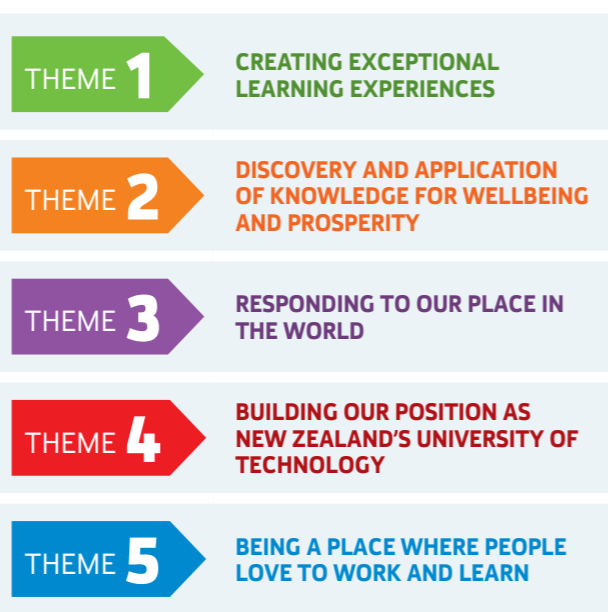 THEME 1
CREATING EXCEPTIONAL
LEARNING EXPERIENCES
THEME 2
DISCOVERY AND APPLICATION
OF KNOWLEDGE FOR WELLBEING
AND PROSPERITY
THEME 3
RESPONDING TO OUR PLACE IN
THE WORLD
THEME 4
BUILDING OUR POSITION AS
NEW ZEALAND'S UNIVERSITY OF
TECHNOLOGY
THEME 5
BEING A PLACE WHERE PEOPLE
LOVE TO WORK AND LEARN